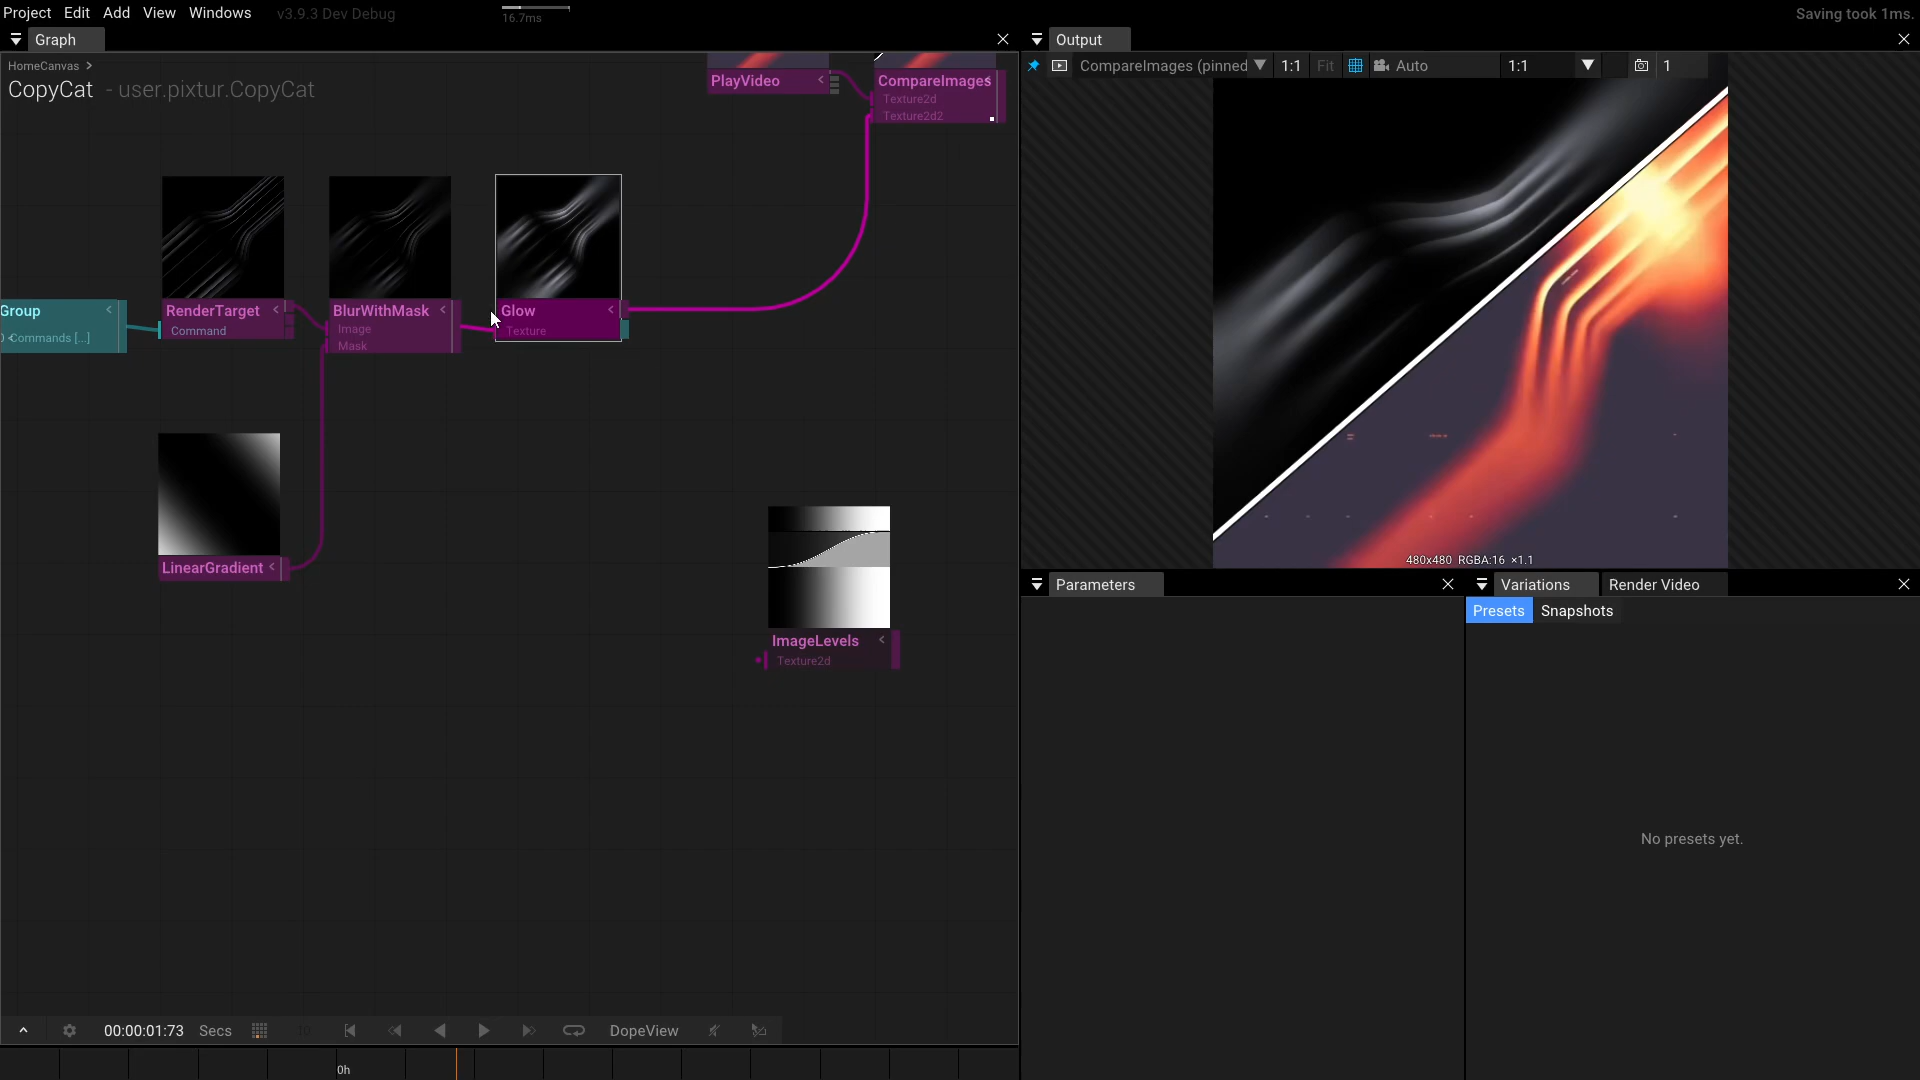 Project Edit Add View Windows v3.9.3 Dev Debug 16.7ms Saving took 1ms.
Graph
HomeCanvas >
CopyCat - user.pixtur.CopyCat
PlayVideo <
CompareImages
Texture2d
Texture2d2
Group <
Commands [...]
RenderTarget <
Command
BlurWithMask <
Image
Mask
Glow <
Texture
LinearGradient <
ImageLevels <
Texture2d
00:00:01:73 Secs DopeView
0h
Output
CompareImages (pinned 1:1 Fit Auto 1:1 1
480x480 RGBA:16 ×1.1
Parameters
Variations Render Video
Presets Snapshots
No presets yet.